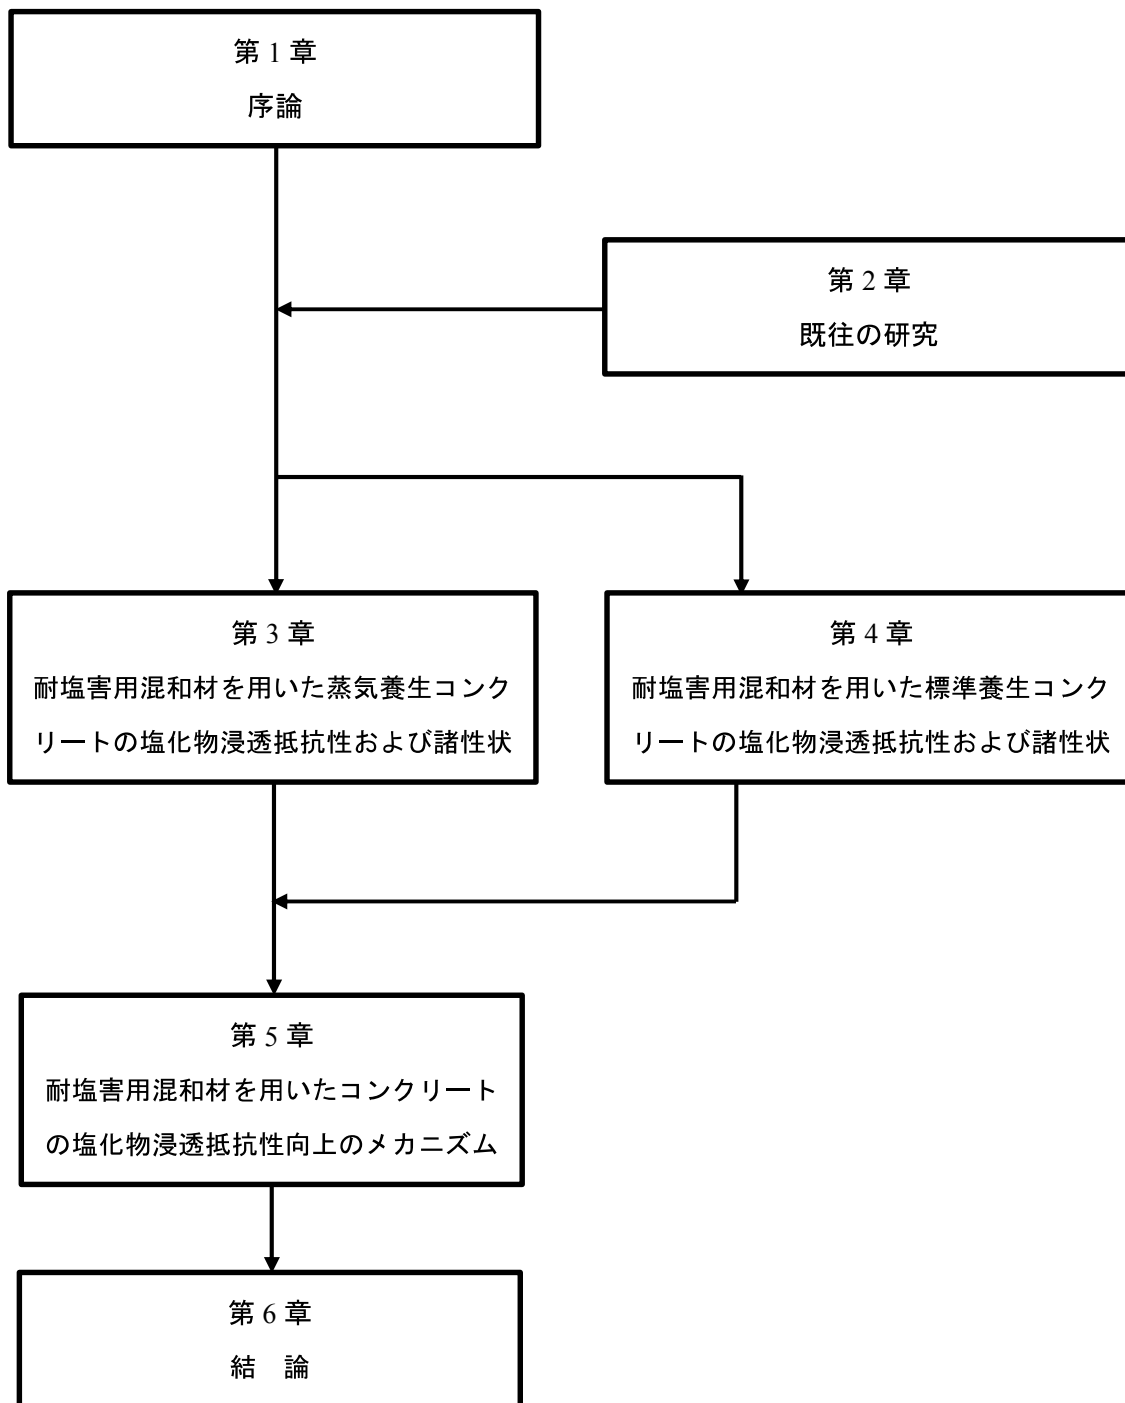 第 1 章
序論
第 2 章
既往の研究
第 3 章
耐塩害用混和材を用いた蒸気養生コンク
リートの塩化物浸透抵抗性および諸性状
第 4 章
耐塩害用混和材を用いた標準養生コンク
リートの塩化物浸透抵抗性および諸性状
第 5 章
耐塩害用混和材を用いたコンクリート
の塩化物浸透抵抗性向上のメカニズム
第 6 章
結　論